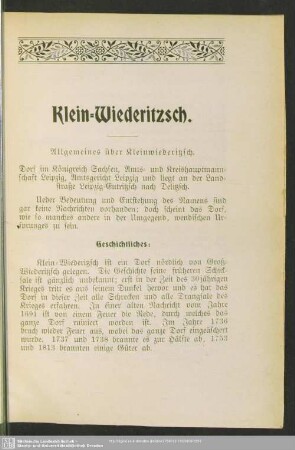 Klein-Wiederitzsch.
Allgemeines über Kleinwiederitzsch.
Dorf im Königreich Sachsen, Amts- und Kreishauptmann-
schaft Leipzig, Amtsgericht Leipzig und liegt an der Land-
straße Leipzig-Eutritzsch nach Delitzsch.
Ueber Bedeutung und Entstehung des Namens sind
gar keine Nachrichten vorhanden; doch scheint das Dorf,
wie so manches andere in der Umgegend, wendischen Ur-
sprunges zu sein.
Geschichtliches:
Klein-Wiederitzsch ist ein Dorf nördlich von Groß-
Wiederitzsch gelegen. Die Geschichte seine früheren Schick-
sale ist gänzlich unbekannt; erst in der Zeit des 30jährigen
Krieges tritt es aus seinem Dunkel hervor und es hat das
Dorf in dieser Zeit alle Schrecken und alle Drangsale des
Krieges erfahren. In einer alten Nachricht vom Jahre
1691 ist von einem Feuer die Rede, durch welches das
ganze Dorf ruiniert worden ist. Im Jahre 1736
brach wieder Feuer aus, wobei das ganze Dorf eingeäschert
wurde. 1737 und 1738 brannte es zur Hälfte ab, 1753
und 1813 brannten einige Güter ab.